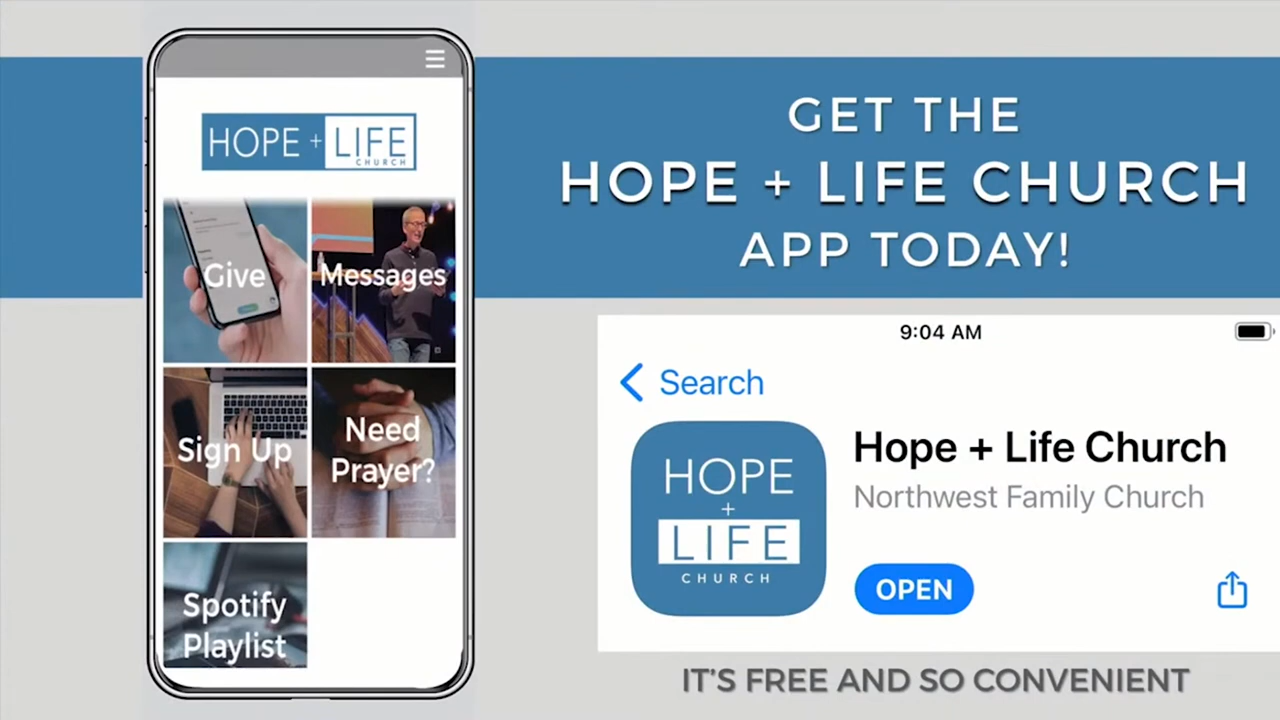 HOPE + LIFE
CHURCH
Give
Messages
Sign Up
Need
Prayer?
Spotify
Playlist
GET THE
HOPE + LIFE CHURCH
APP TODAY!
9:04 AM
Search
HOPE
+
LIFE
CHURCH
Hope + Life Church
Northwest Family Church
OPEN
IT'S FREE AND SO CONVENIENT